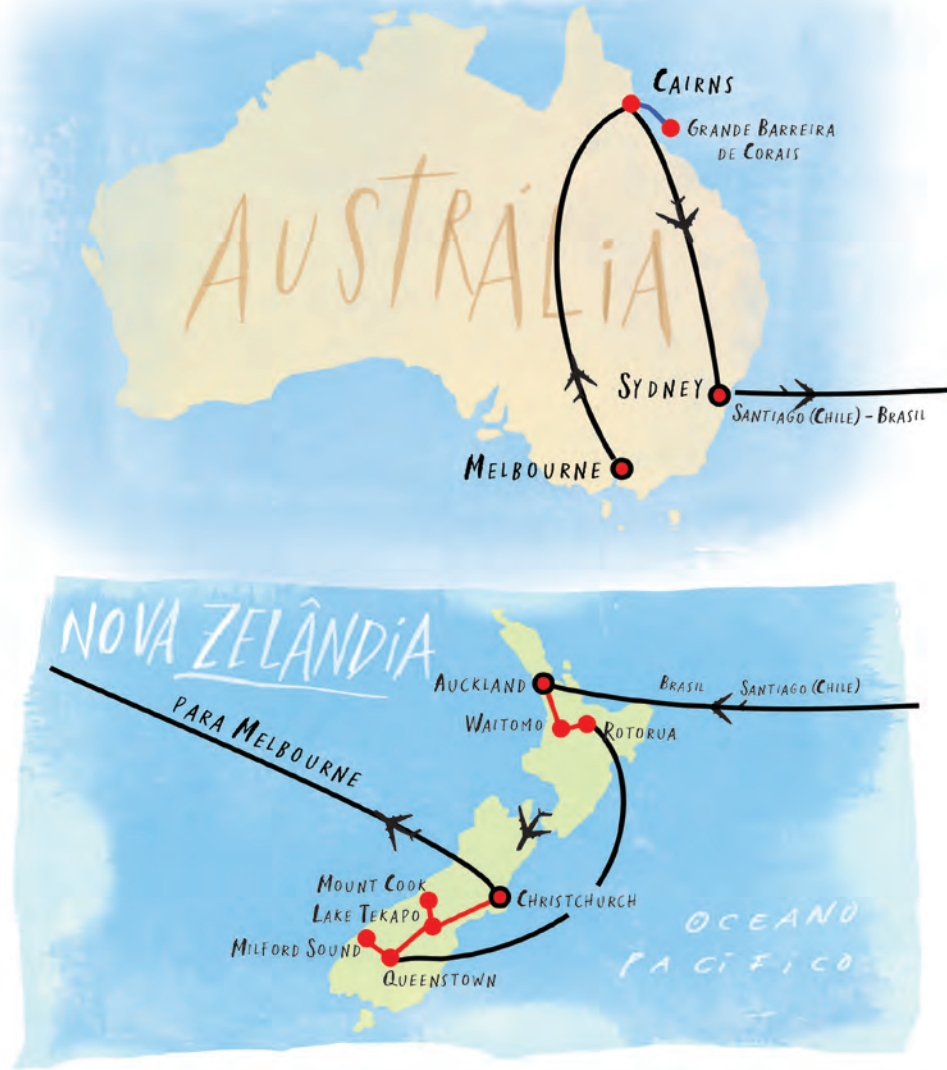 CAIRNS
GRANDE BARREIRA
DE CORAIS
AUSTRÁLiA
SYDNEY
SANTIAGO (CHILE) – BRASIL
MELBOURNE
NOVA ZELÂNDiA
AUCKLAND
BRASIL
SANTIAGO (CHILE)
PARA MELBOURNE
WAITOMO
ROTORUA
MOUNT COOK
CHRISTCHURCH
LAKE TEKAPO
MILFORD SOUND
QUEENSTOWN
OCEANO
PACÍFICO